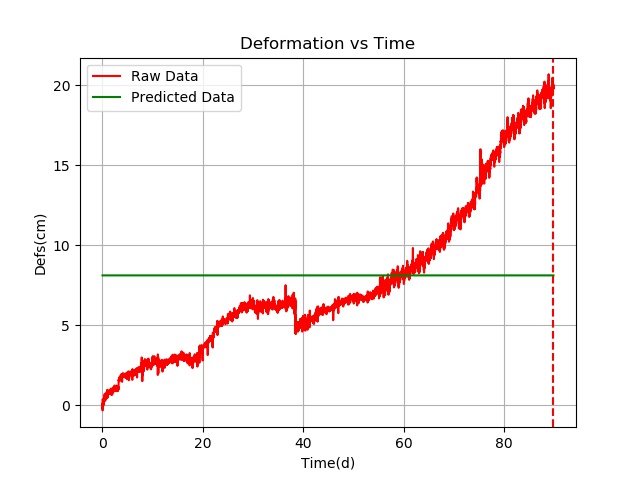 Deformation vs Time
Raw Data
Predicted Data
Defs(cm)
20
15
10
5
0
0 20 40 60 80
Time(d)